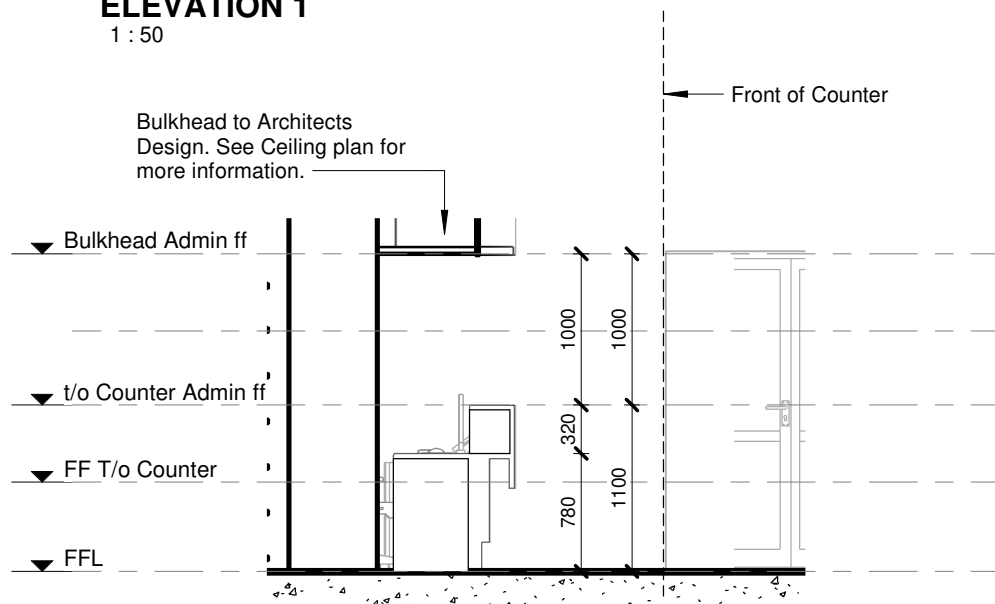 ELEVATION 1
1 : 50
Front of Counter
Bulkhead to Architects
Design. See Ceiling plan for
more information.
Bulkhead Admin ff
1000
1000
t/o Counter Admin ff
320
FF T/o Counter
780
1100
FFL